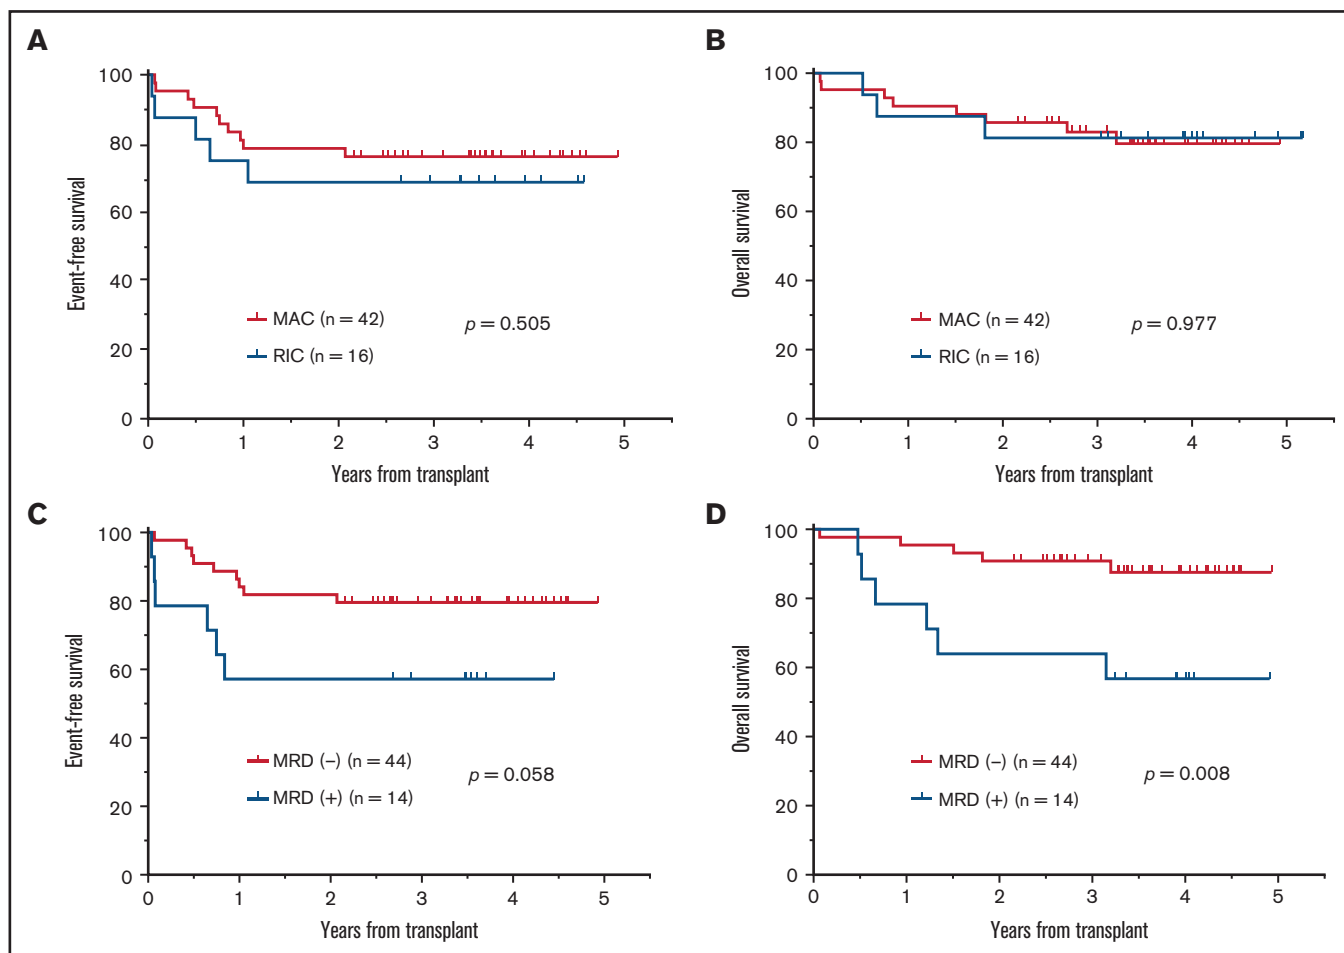 A
100
80
60
40
20
0
Event-free survival
MAC (n = 42)
RIC (n = 16)
p = 0.505
0 1 2 3 4 5
Years from transplant
B
100
80
60
40
20
0
Overall survival
MAC (n = 42)
RIC (n = 16)
p = 0.977
0 1 2 3 4 5
Years from transplant
C
100
80
60
40
20
0
Event-free survival
MRD (–) (n = 44)
MRD (+) (n = 14)
p = 0.058
0 1 2 3 4 5
Years from transplant
D
100
80
60
40
20
0
Overall survival
MRD (–) (n = 44)
MRD (+) (n = 14)
p = 0.008
0 1 2 3 4 5
Years from transplant